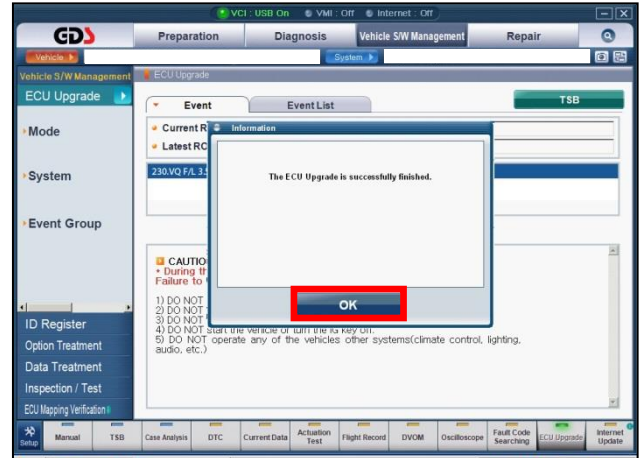 VCI : USB On VMI : Off Internet : Off
GDS Preparation Diagnosis Vehicle S/W Management Repair
Vehicle System
Vehicle S/W Management ECU Upgrade
ECU Upgrade
Event Event List TSB
Mode
Current R
Latest RC
Information
230.VQ F/L 3.5
The ECU Upgrade is successfully finished.
System
Event Group
OK
CAUTIO
• During th
Failure to
1) DO NOT
2) DO NOT
3) DO NOT
4) DO NOT start the vehicle or turn the IG key off.
5) DO NOT operate any of the vehicles other systems(climate control, lighting,
audio, etc.)
ID Register
Option Treatment
Data Treatment
Inspection / Test
ECU Mapping Verification
Setup Manual TSB Case Analysis DTC Current Data Actuation Test Flight Record DVOM Oscilloscope Fault Code Searching ECU Upgrade Internet Update